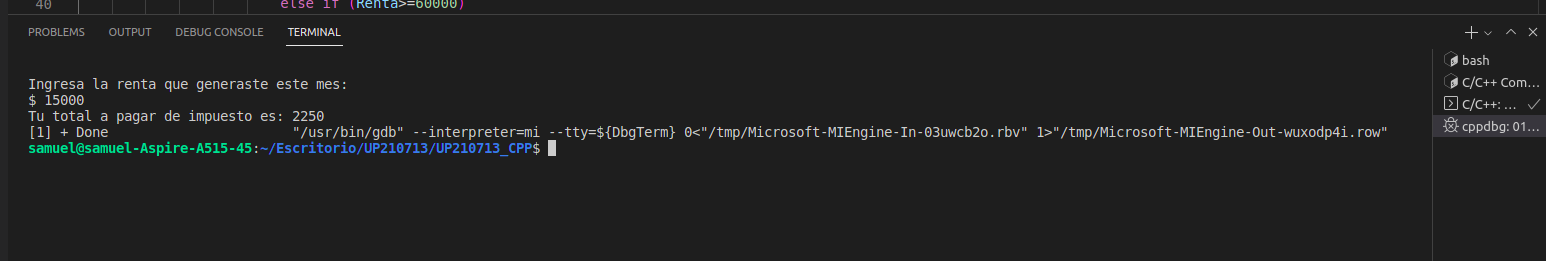 40 else if (Renta>=60000)
PROBLEMS OUTPUT DEBUG CONSOLE TERMINAL
Ingresa la renta que generaste este mes:
$ 15000
Tu total a pagar de impuesto es: 2250
[1] + Done "/usr/bin/gdb" --interpreter=mi --tty=${DbgTerm} 0<"/tmp/Microsoft-MIEngine-In-03uwcb2o.rbv" 1>"/tmp/Microsoft-MIEngine-Out-wuxodp4i.row"
samuel@samuel-Aspire-A515-45:~/Escritorio/UP210713/UP210713_CPP$
bash
C/C++ Com...
C/C++: ...
cppdbg: 01...